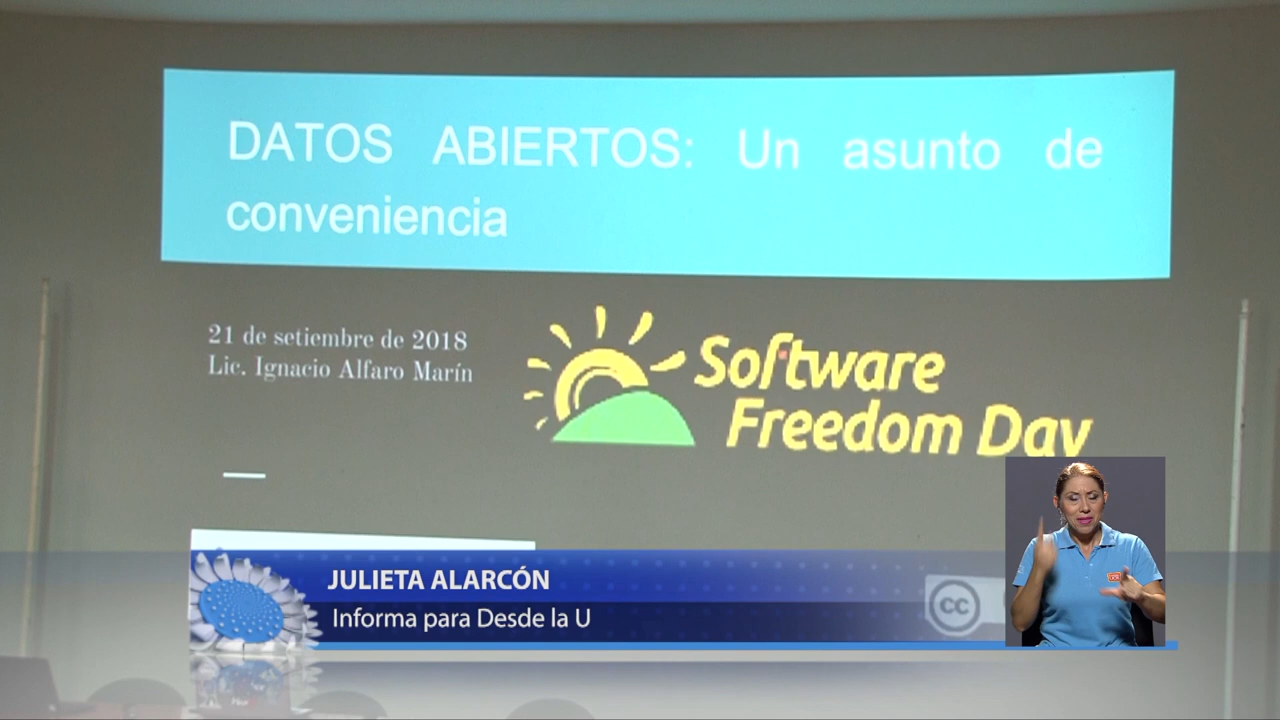 DATOS ABIERTOS: Un asunto de
conveniencia
21 de setiembre de 2018
Lic. Ignacio Alfaro Marín
Software
Freedom Day
JULIETA ALARCÓN
Informa para Desde la U
cc